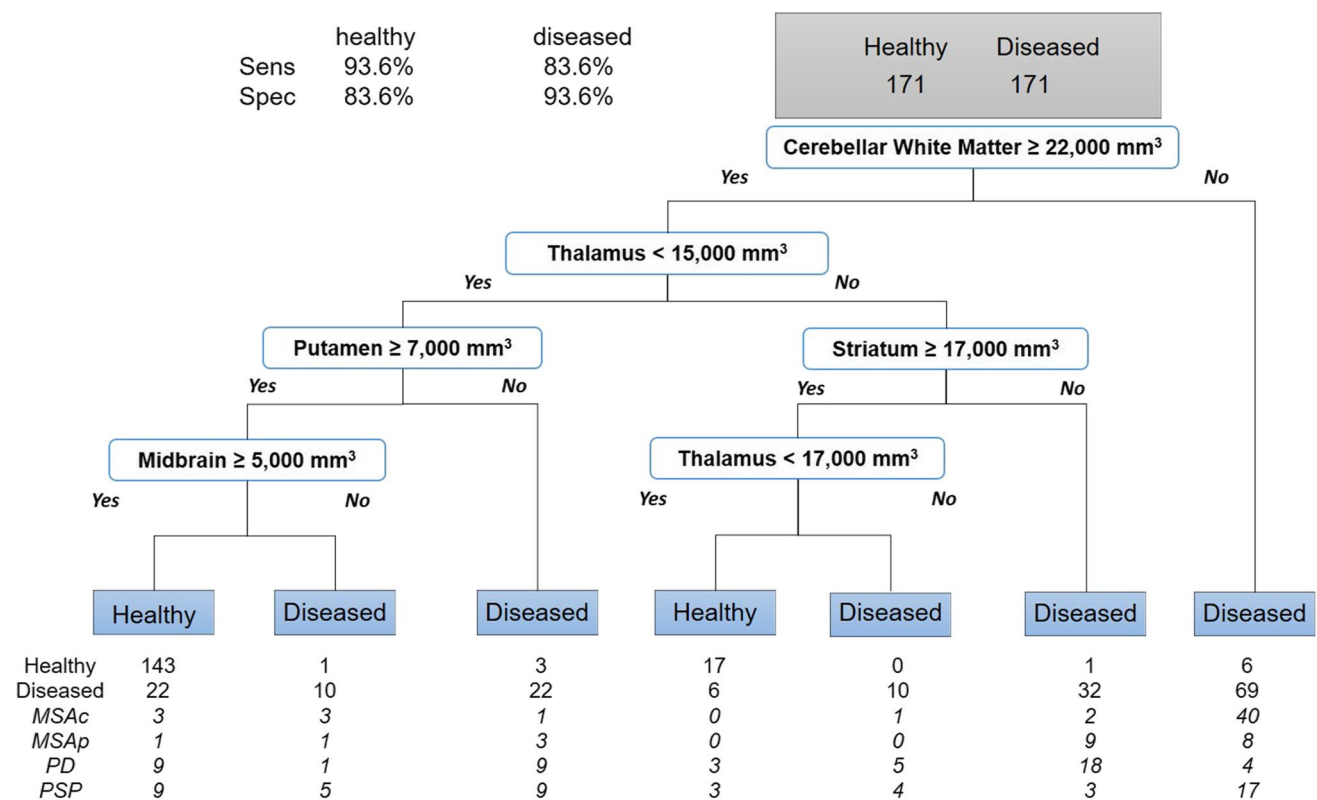 healthy diseased
Sens 93.6% 83.6%
Spec 83.6% 93.6%
Healthy Diseased
171 171
Cerebellar White Matter ≥ 22,000 mm³
Yes No
Thalamus < 15,000 mm³
Yes No
Putamen ≥ 7,000 mm³ Striatum ≥ 17,000 mm³
Yes No Yes No
Midbrain ≥ 5,000 mm³ Thalamus < 17,000 mm³
Yes No Yes No
Healthy Diseased Diseased Healthy Diseased Diseased Diseased
Healthy 143 1 3 17 0 1 6
Diseased 22 10 22 6 10 32 69
MSAc 3 3 1 0 1 2 40
MSAp 1 1 3 0 0 9 8
PD 9 1 9 3 5 18 4
PSP 9 5 9 3 4 3 17